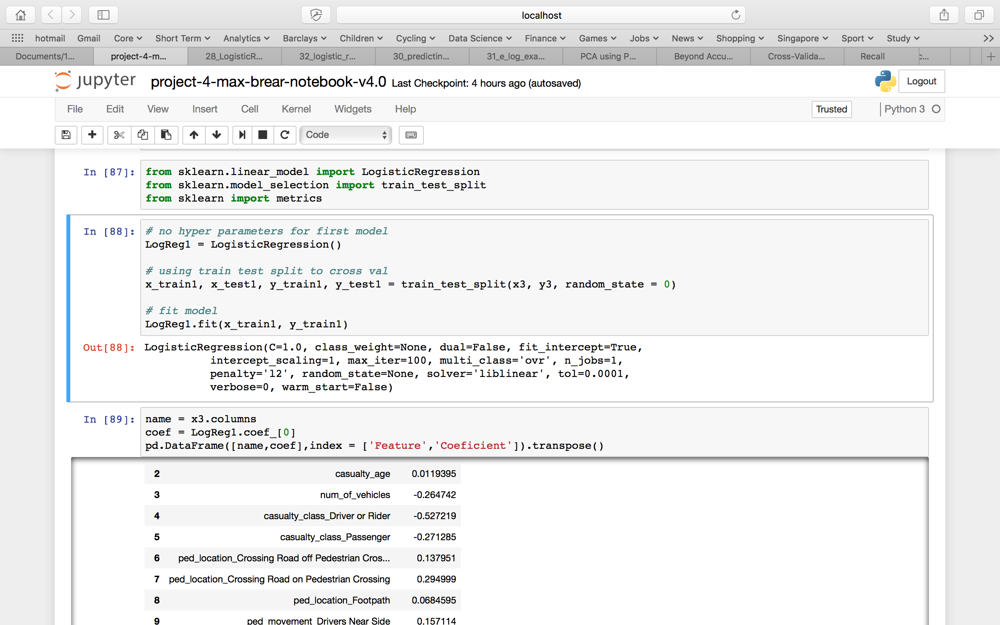 localhost
hotmail Gmail Core Short Term Analytics Barclays Children Cycling Data Science Finance Games Jobs News Shopping Singapore Sport Study
Documents/1... project-4-m... 28_LogisticR... 32_logistic_r... 30_predictin... 31_e_log_exa... PCA using P... Beyond Accu... Cross-Valida... Recall c...
jupyter project-4-max-brear-notebook-v4.0 Last Checkpoint: 4 hours ago (autosaved) Logout
File Edit View Insert Cell Kernel Widgets Help Trusted Python 3
Code
In [87]: from sklearn.linear_model import LogisticRegression
from sklearn.model_selection import train_test_split
from sklearn import metrics
In [88]: # no hyper parameters for first model
LogReg1 = LogisticRegression()
# using train test split to cross val
x_train1, x_test1, y_train1, y_test1 = train_test_split(x3, y3, random_state = 0)
# fit model
LogReg1.fit(x_train1, y_train1)
Out[88]: LogisticRegression(C=1.0, class_weight=None, dual=False, fit_intercept=True,
intercept_scaling=1, max_iter=100, multi_class='ovr', n_jobs=1,
penalty='l2', random_state=None, solver='liblinear', tol=0.0001,
verbose=0, warm_start=False)
In [89]: name = x3.columns
coef = LogReg1.coef_[0]
pd.DataFrame([name,coef],index = ['Feature','Coeficient']).transpose()
2 casualty_age 0.0119395
3 num_of_vehicles -0.264742
4 casualty_class_Driver or Rider -0.527219
5 casualty_class_Passenger -0.271285
6 ped_location_Crossing Road off Pedestrian Cros... 0.137951
7 ped_location_Crossing Road on Pedestrian Crossing 0.294999
8 ped_location_Footpath 0.0684595
9 ped_movement_Drivers Near Side 0.157114